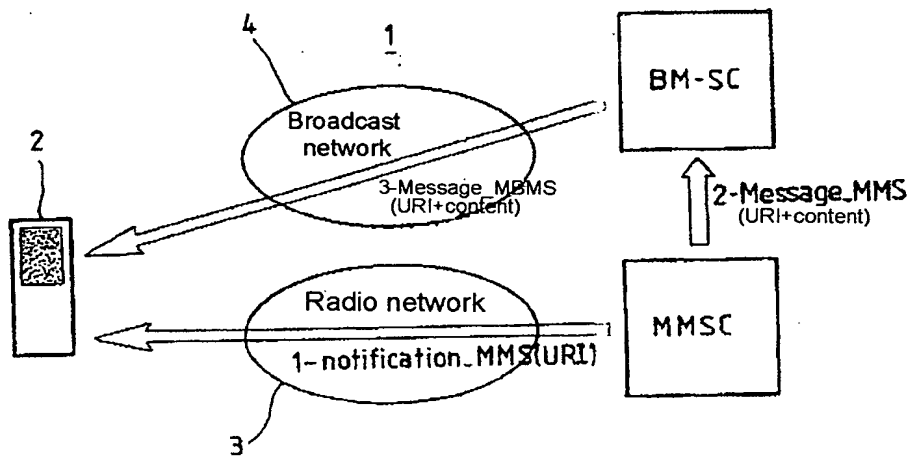 4
1
BM-SC
Broadcast
network
2
3-Message_MBMS
(URI+content)
2-Message_MMS
(URI+content)
Radio network
MMSC
1-notification_MMS(URI)
3